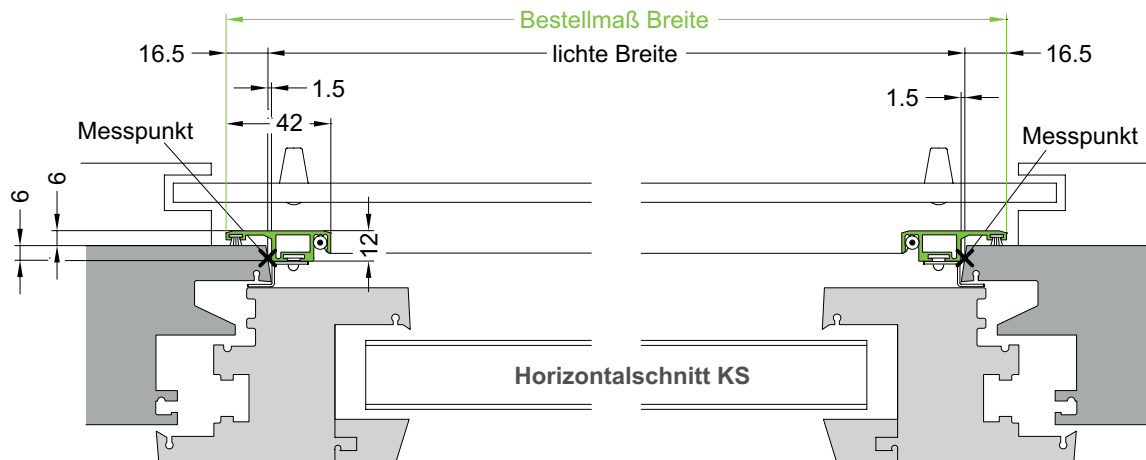 Bestellmaß Breite
16.5
lichte Breite
16.5
1.5
1.5
42
Messpunkt
Messpunkt
6
6
12
Horizontalschnitt KS